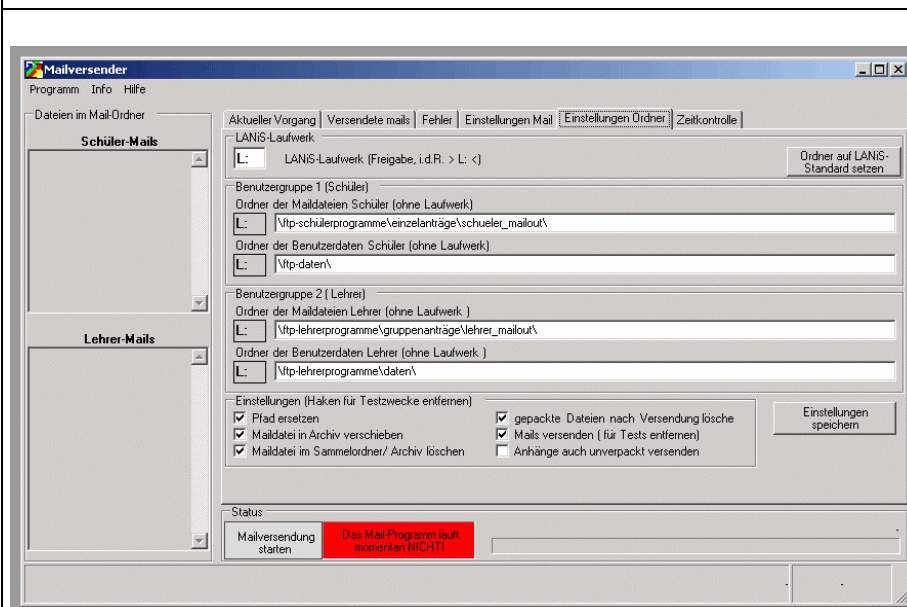 Mailversender
Programm Info Hilfe
Dateien im Mail-Ordner
Schüler-Mails
Lehrer-Mails
Aktueller Vorgang Versendete mails Fehler Einstellungen Mail Einstellungen Ordner Zeitkontrolle
LANiS-Laufwerk
L: LANiS-Laufwerk (Freigabe, i.d.R. > L: <)
Ordner auf LANiS-
Standard setzen
Benutzergruppe 1 (Schüler)
Ordner der Maildateien Schüler (ohne Laufwerk)
L: \ftp-schülerprogramme\einzelanträge\schueler_mailout\
Ordner der Benutzerdaten Schüler (ohne Laufwerk)
L: \ftp-daten\
Benutzergruppe 2 ( Lehrer)
Ordner der Maildateien Lehrer (ohne Laufwerk )
L: \ftp-lehrerprogramme\gruppenanträge\lehrer_mailout\
Ordner der Benutzerdaten Lehrer (ohne Laufwerk )
L: \ftp-lehrerprogramme\daten\
Einstellungen (Haken für Testzwecke entfernen)
Pfad ersetzen gepackte Dateien nach Versendung lösche
Maildatei in Archiv verschieben Mails versenden ( für Tests entfernen)
Maildatei im Sammelordner/ Archiv löschen Anhänge auch unverpackt versenden
Einstellungen
speichern
Status
Mailversendung
starten
Das Mail-Programm läuft
momentan NICHT!